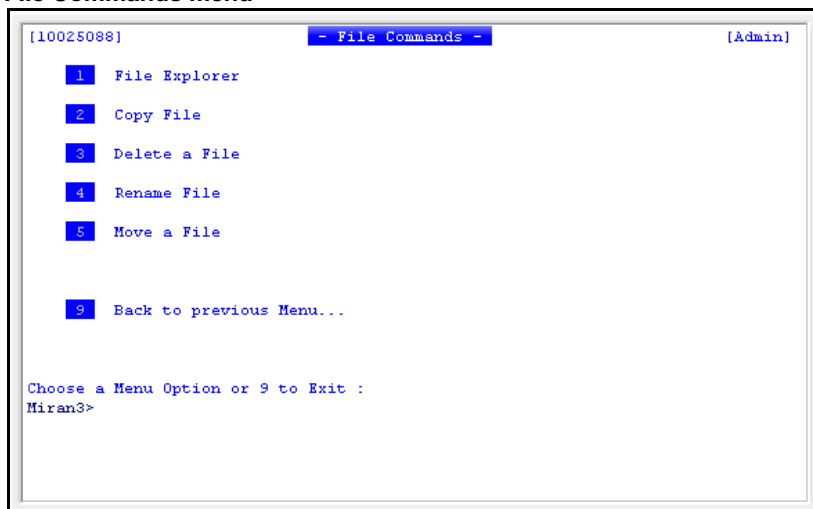 File Commands Menu
[10025088] - File Commands - [Admin]
1 File Explorer
2 Copy File
3 Delete a File
4 Rename File
5 Move a File
9 Back to previous Menu...
Choose a Menu Option or 9 to Exit :
Miran3>